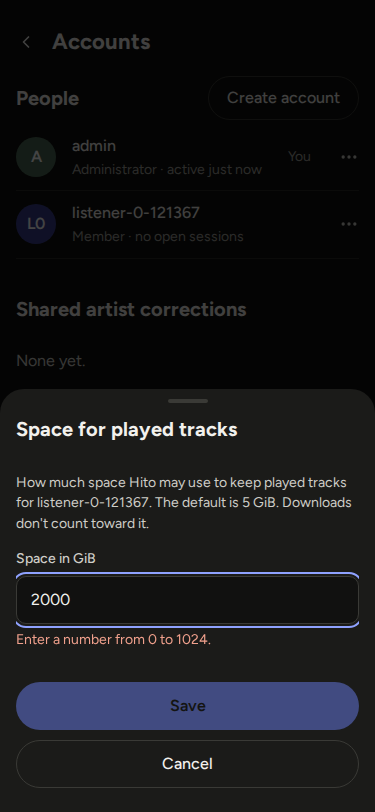 Accounts
People
Create account
A
admin
Administrator · active just now
You
L0
listener-0-121367
Member · no open sessions
Shared artist corrections
None yet.
Space for played tracks
How much space Hito may use to keep played tracks
for listener-0-121367. The default is 5 GiB. Downloads
don't count toward it.
Space in GiB
2000
Enter a number from 0 to 1024.
Save
Cancel